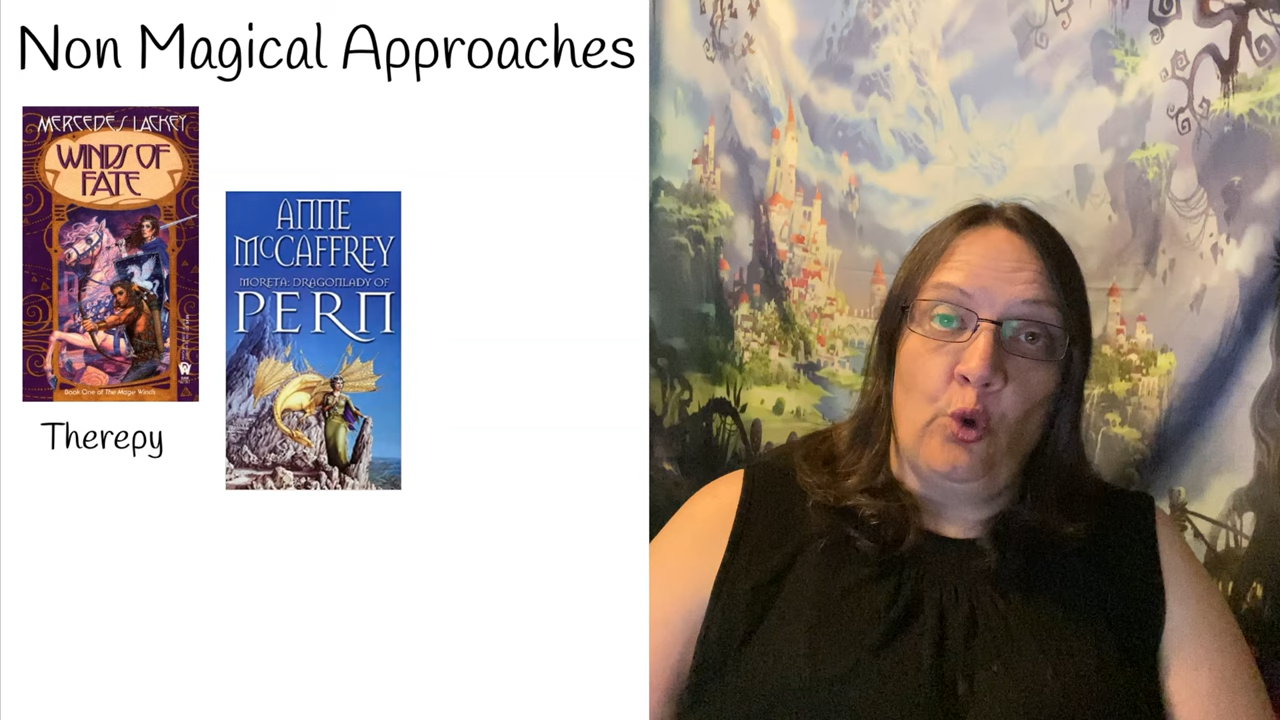 Non Magical Approaches
MERCEDES LACKEY
WINDS OF
FATE
Book One of The Mage Winds
Therepy
ANNE
McCAFFREY
MORETA: DRAGONLADY OF
PERN